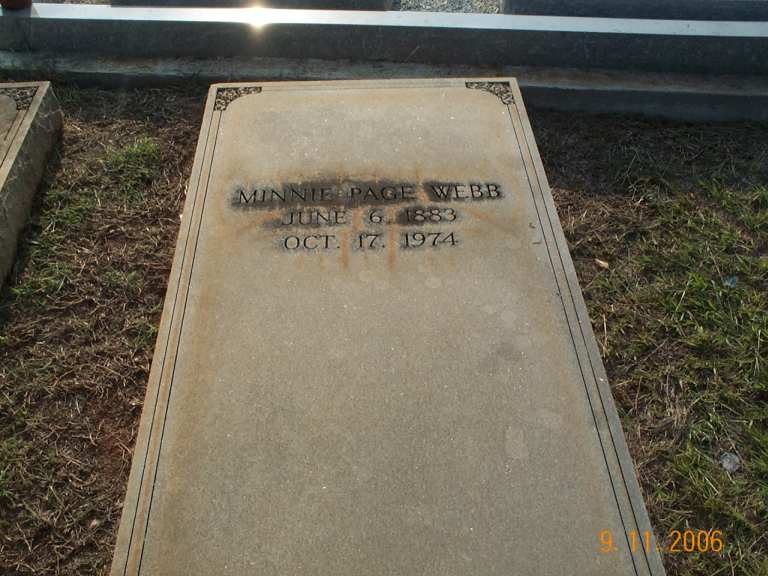 MINNIE PAGE WEBB
JUNE 6, 1883
OCT. 17, 1974
9.11.2006